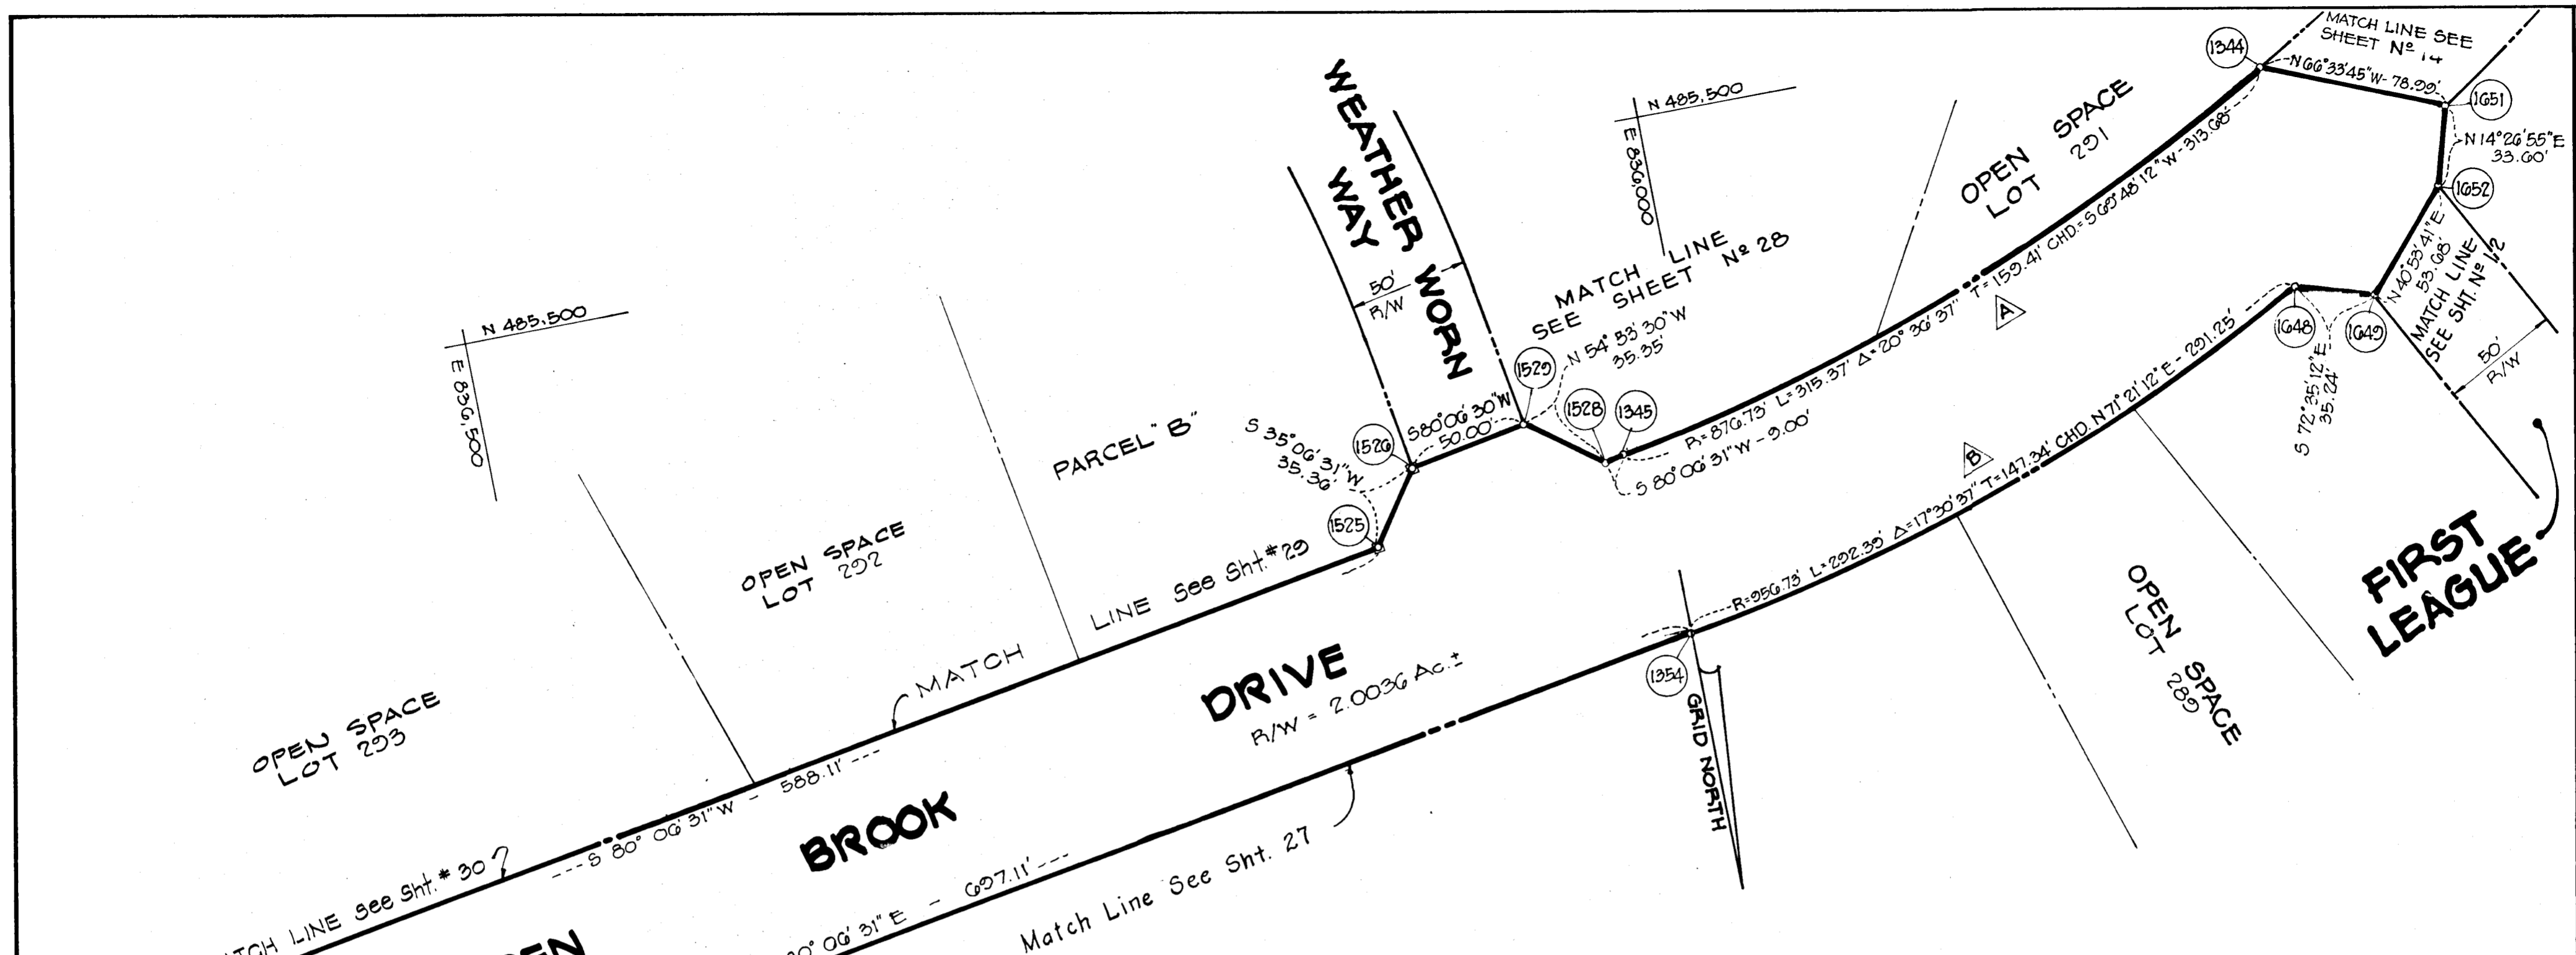 MATCH LINE SEE
SHEET Nº 14
1344
N 66°33'45"W - 78.99'
1651
N 14°26'55"E
33.60'
1652
N 40°53'41"E
53.68'
MATCH LINE
SEE SHT. Nº 12
50'
R/W
1649
1648
S 72°35'12"E
35.24'
FIRST
LEAGUE
OPEN SPACE
LOT 291
N 485,500
E 836,000
WEATHER WORN
WAY
50'
R/W
MATCH LINE
SEE SHEET Nº 28
N 54°53'30"W
35.35'
1529
1528
1345
R=876.73' L=315.37' Δ=20°36'37" T=159.41' CHD.=S 69°48'12"W-313.68'
A
S 80°06'31"W - 9.00'
B
R=956.73' L=292.39' Δ=17°30'37" T=147.34' CHD. N 71°21'12"E - 291.25'
S 80°06'30"W
50.00'
1526
S 35°06'31"W
35.36'
1525
N 485,500
E 836,500
PARCEL "B"
OPEN SPACE
LOT 292
OPEN SPACE
LOT 293
MATCH LINE See Sht.#29
DRIVE
R/W = 2.0036 Ac.±
1354
GRID NORTH
OPEN SPACE
LOT 289
S 80° 06' 31" W - 588.11'
BROOK
TCH LINE see Sht.# 30
EN
0° 06' 31" E - 697.11'
Match Line See Sht. 27